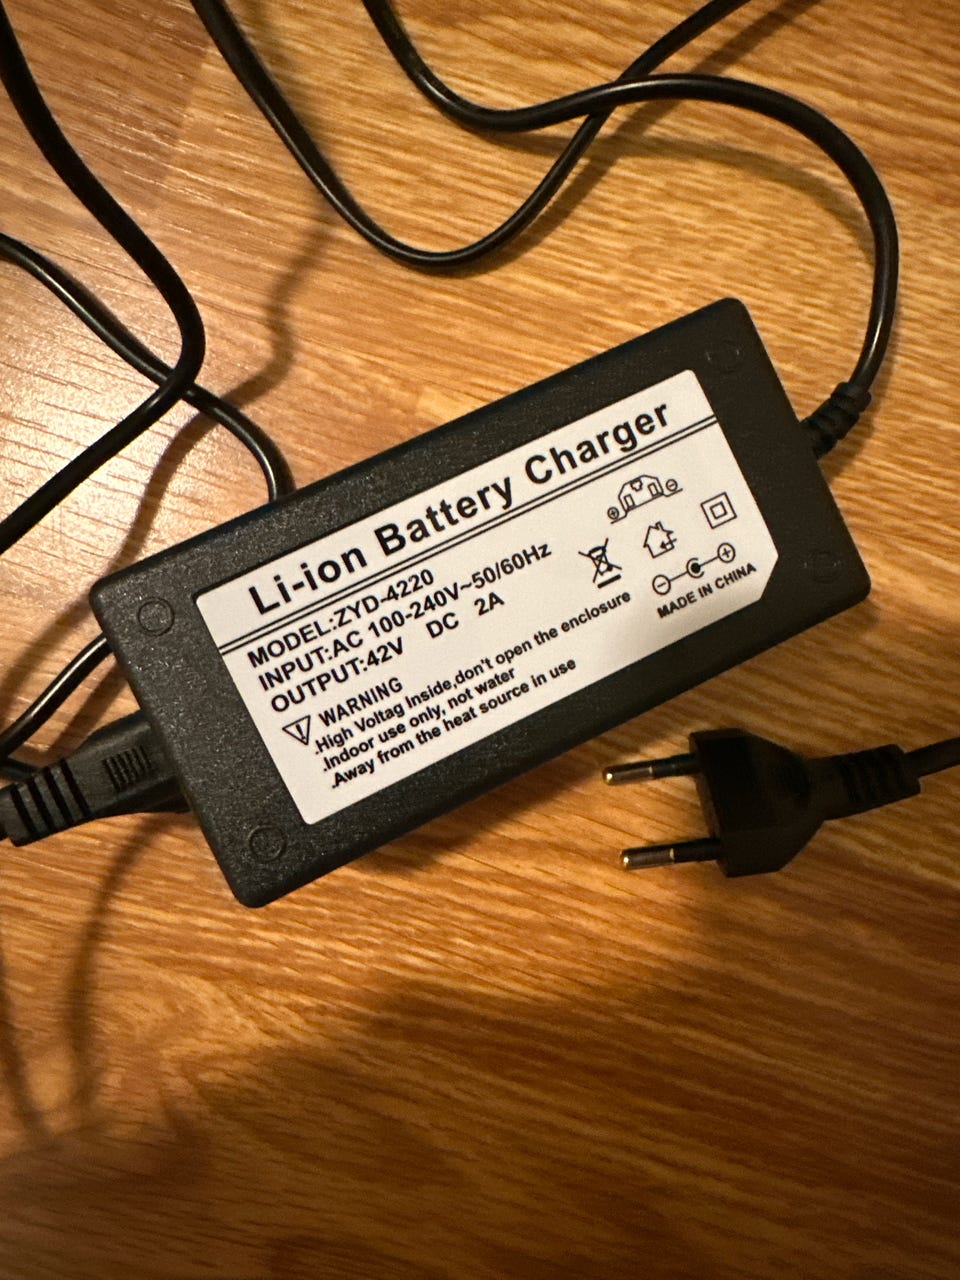 Li-ion Battery Charger
MODEL:ZYD-4220
INPUT:AC 100-240V~50/60Hz
OUTPUT:42V DC 2A
WARNING
.High Voltag Inside,don't open the enclosure
.Indoor use only, not water
.Away from the heat source in use
MADE IN CHINA